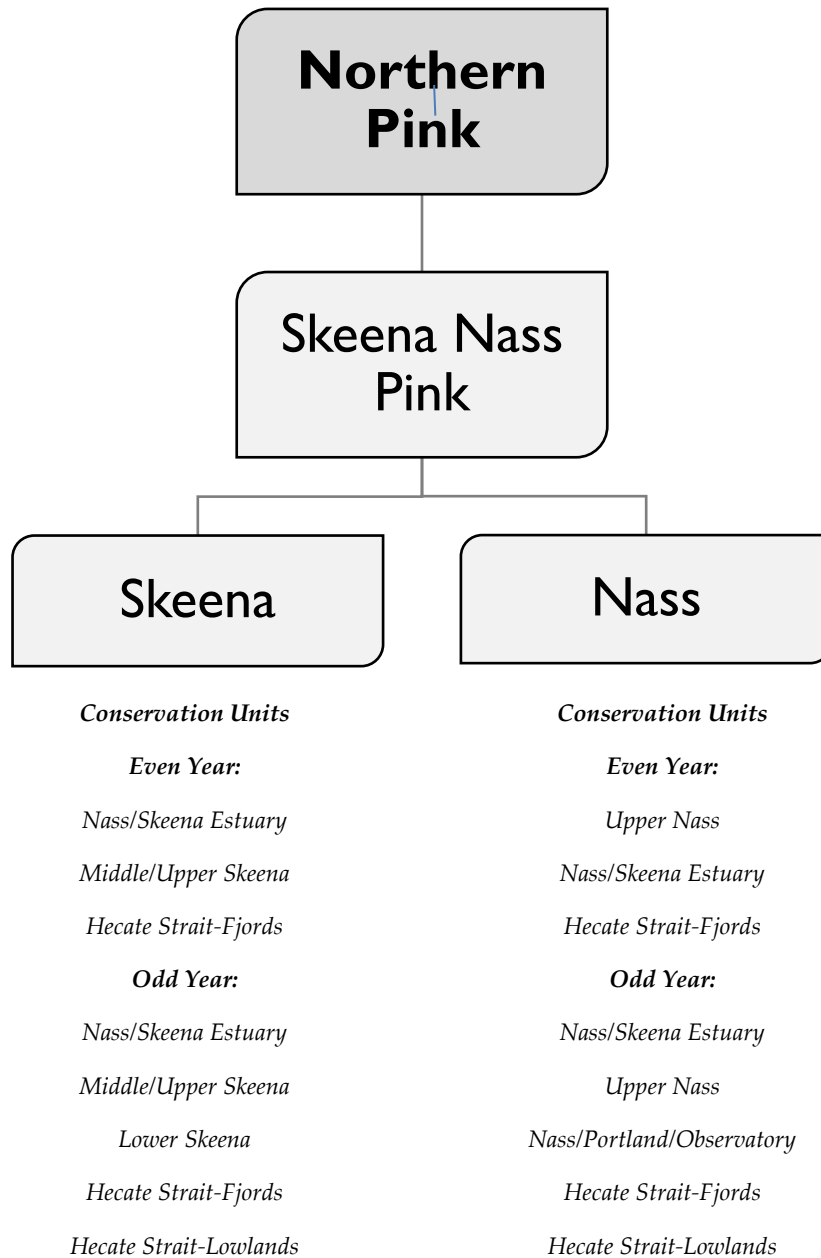 Northern
Pink
Skeena Nass
Pink
Skeena
Conservation Units
Even Year:
Nass/Skeena Estuary
Middle/Upper Skeena
Hecate Strait-Fjords
Odd Year:
Nass/Skeena Estuary
Middle/Upper Skeena
Lower Skeena
Hecate Strait-Fjords
Hecate Strait-Lowlands
Nass
Conservation Units
Even Year:
Upper Nass
Nass/Skeena Estuary
Hecate Strait-Fjords
Odd Year:
Nass/Skeena Estuary
Upper Nass
Nass/Portland/Observatory
Hecate Strait-Fjords
Hecate Strait-Lowlands